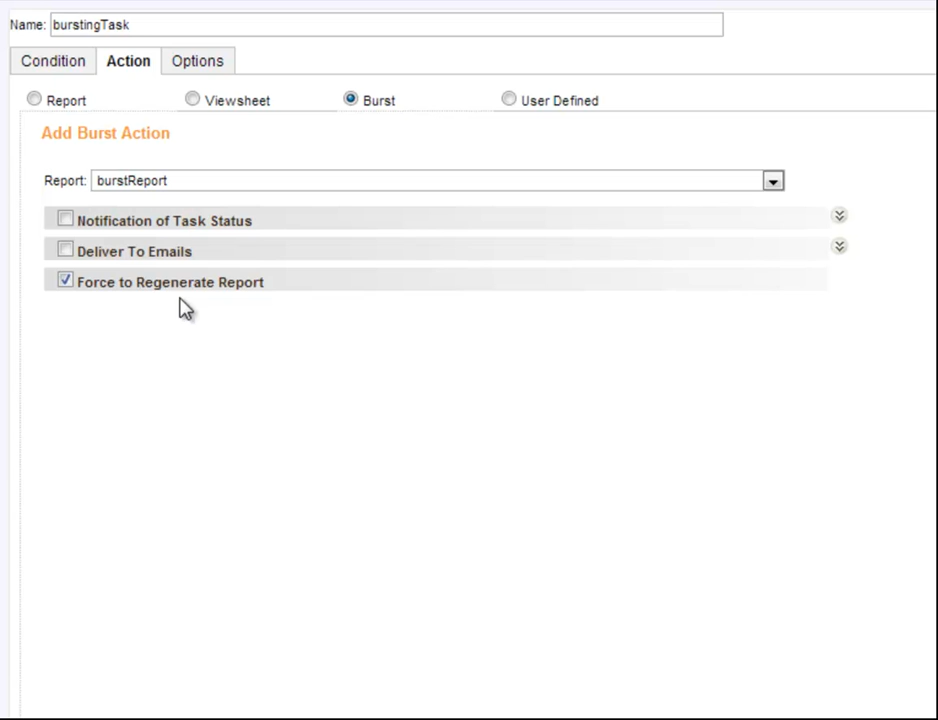 Name: burstingTask
Condition Action Options
Report Viewsheet Burst User Defined
Add Burst Action
Report: burstReport
Notification of Task Status
Deliver To Emails
Force to Regenerate Report